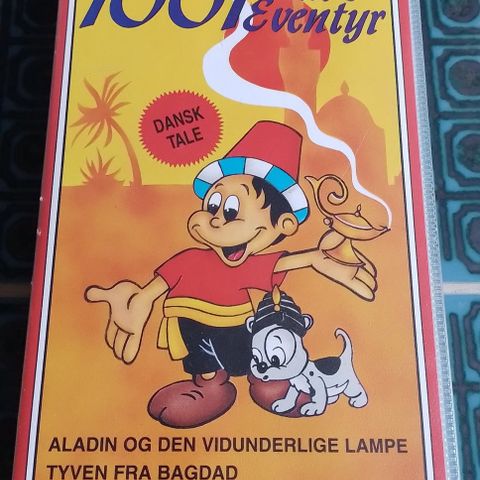 1001
Eventyr
DANSK
TALE
ALADIN OG DEN VIDUNDERLIGE LAMPE
TYVEN FRA BAGDAD